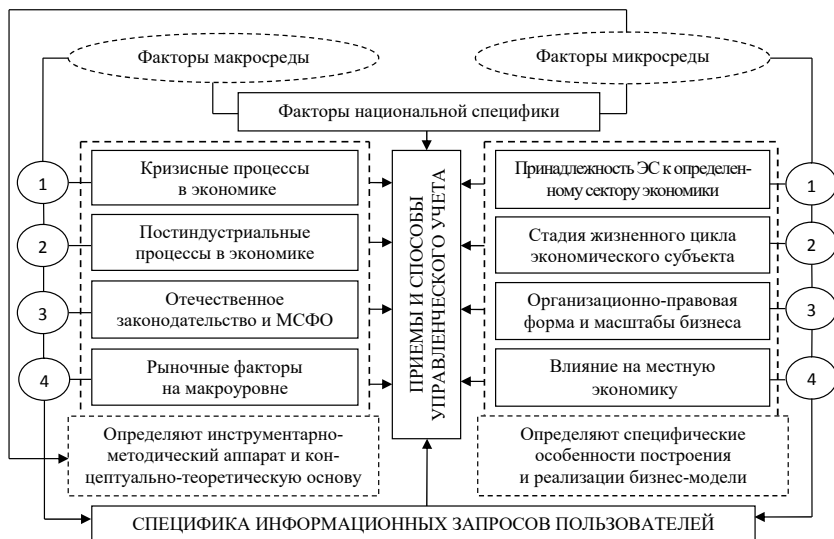 Факторы макросреды
Факторы микросреды
Факторы национальной специфики
1
Кризисные процессы
в экономике
2
Постиндустриальные
процессы в экономике
3
Отечественное
законодательство и МСФО
4
Рыночные факторы
на макроуровне
Определяют инструментарно-
методический аппарат и кон-
цептуально-теоретическую основу
ПРИЕМЫ И СПОСОБЫ
УПРАВЛЕНЧЕСКОГО УЧЕТА
Принадлежность ЭС к определен-
ному сектору экономики
1
Стадия жизненного цикла
экономического субъекта
2
Организационно-правовая
форма и масштабы бизнеса
3
Влияние на местную
экономику
4
Определяют специфические
особенности построения
и реализации бизнес-модели
СПЕЦИФИКА ИНФОРМАЦИОННЫХ ЗАПРОСОВ ПОЛЬЗОВАТЕЛЕЙ